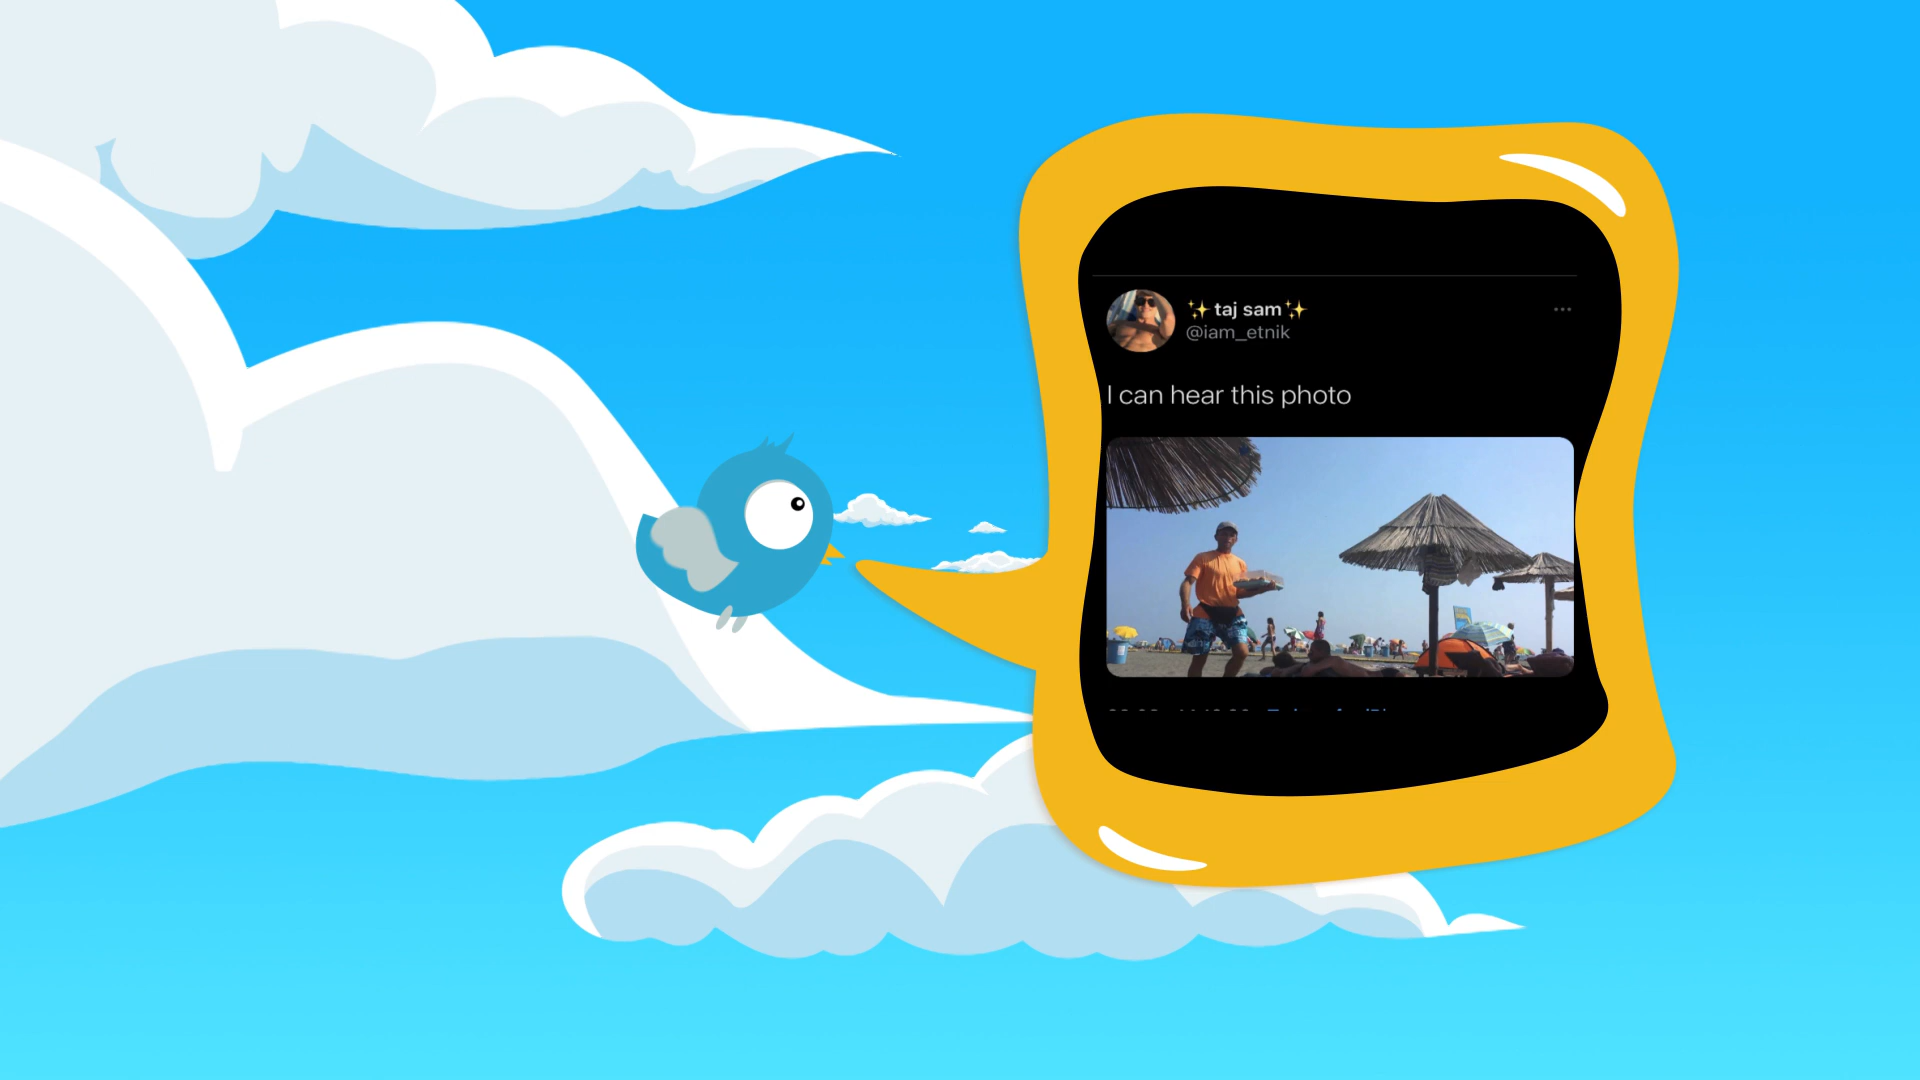 ✨ taj sam ✨
@iam_etnik
I can hear this photo